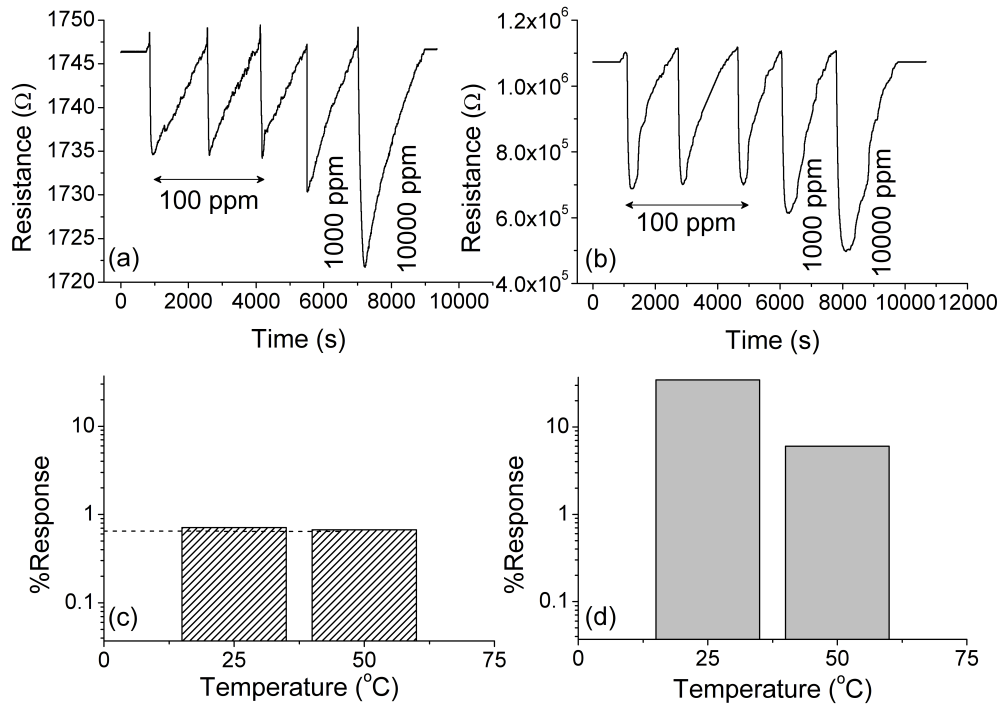 1750
1745
1740
1735
1730
1725
1720
Resistance (Ω)
100 ppm
1000 ppm
10000 ppm
(a)
0 2000 4000 6000 8000 10000
Time (s)
1.2x10⁶
1.0x10⁶
8.0x10⁵
6.0x10⁵
4.0x10⁵
Resistance (Ω)
100 ppm
1000 ppm
10000 ppm
(b)
0 2000 4000 6000 8000 10000 12000
Time (s)
10
1
0.1
%Response
(c)
0 25 50 75
Temperature (°C)
10
1
0.1
%Response
(d)
0 25 50 75
Temperature (°C)